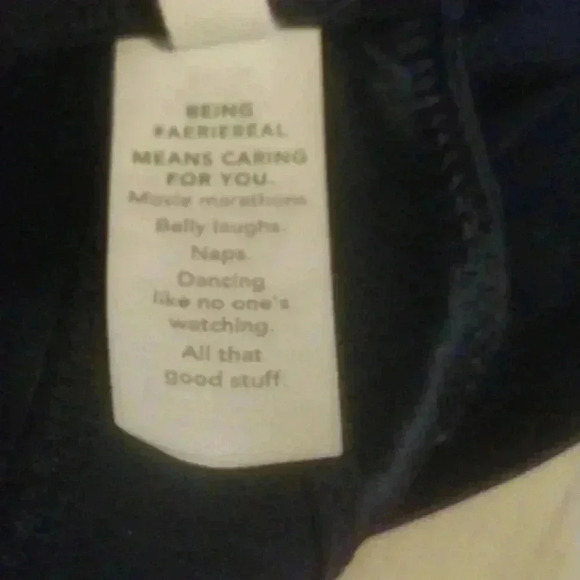 BEING
#AERIEREAL
MEANS CARING
FOR YOU.
Movie marathons.
Belly laughs.
Naps.
Dancing
like no one's
watching.
All that
good stuff.